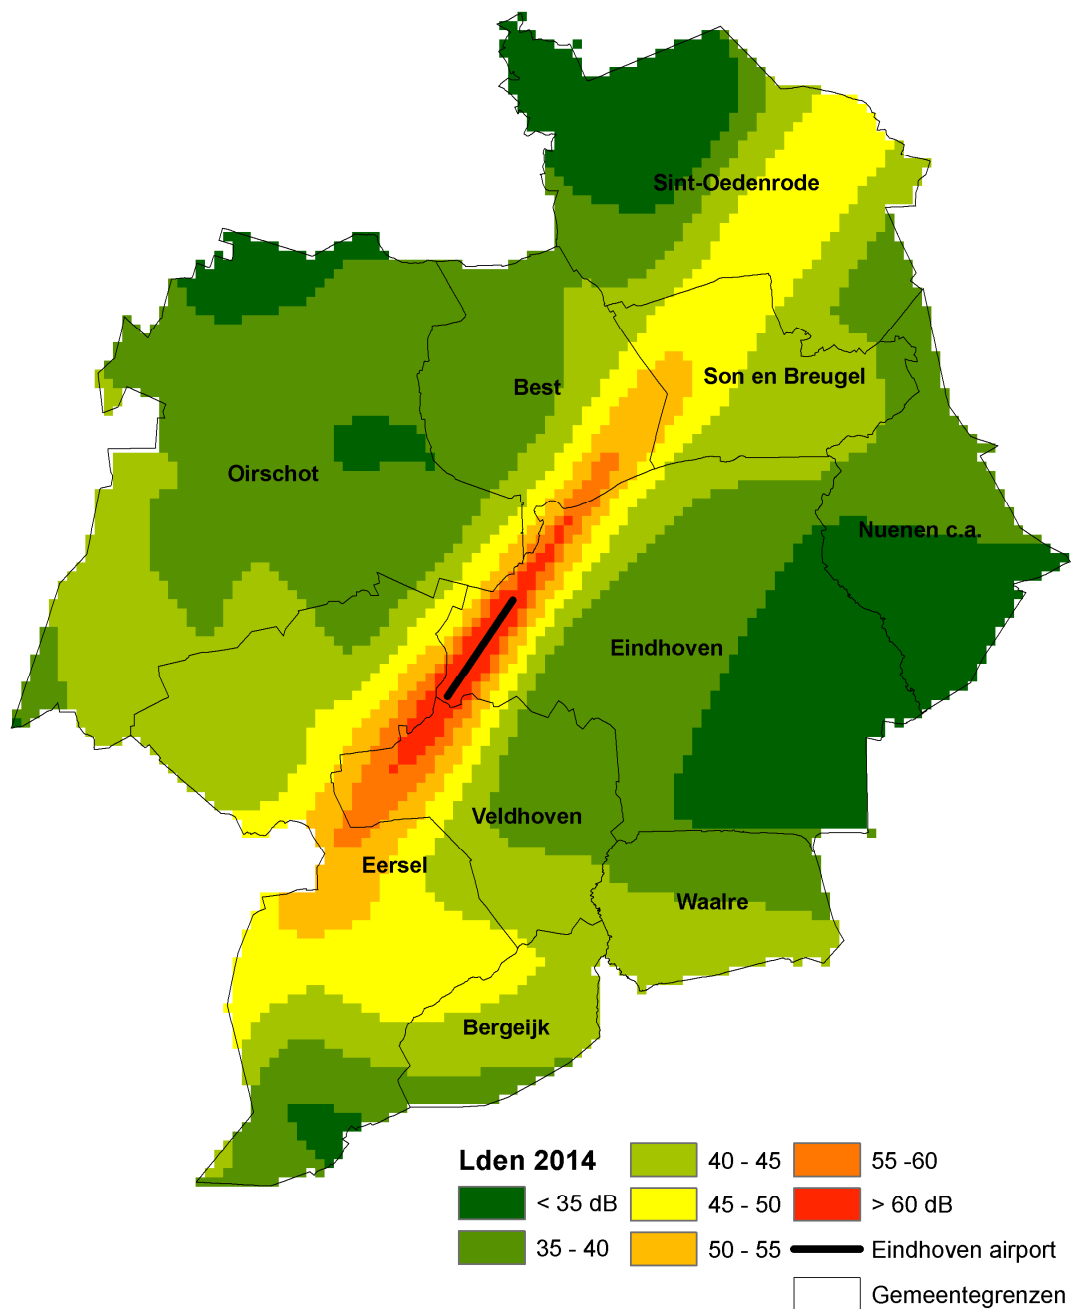 Sint-Oedenrode
Best
Son en Breugel
Oirschot
Nuenen c.a.
Eindhoven
Veldhoven
Eersel
Waalre
Bergeijk
Lden 2014
< 35 dB
35 - 40
40 - 45
45 - 50
50 - 55
55 -60
> 60 dB
Eindhoven airport
Gemeentegrenzen